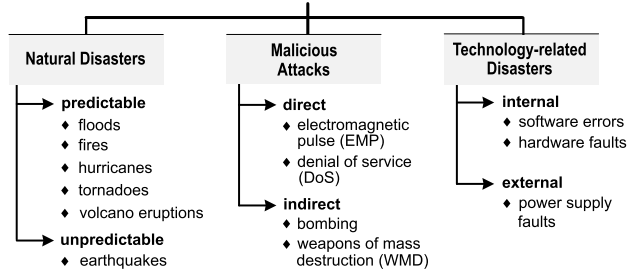 Natural Disasters
predictable
♦ floods
♦ fires
♦ hurricanes
♦ tornadoes
♦ volcano eruptions
unpredictable
♦ earthquakes
Malicious
Attacks
direct
♦ electromagnetic
pulse (EMP)
♦ denial of service
(DoS)
indirect
♦ bombing
♦ weapons of mass
destruction (WMD)
Technology-related
Disasters
internal
♦ software errors
♦ hardware faults
external
♦ power supply
faults